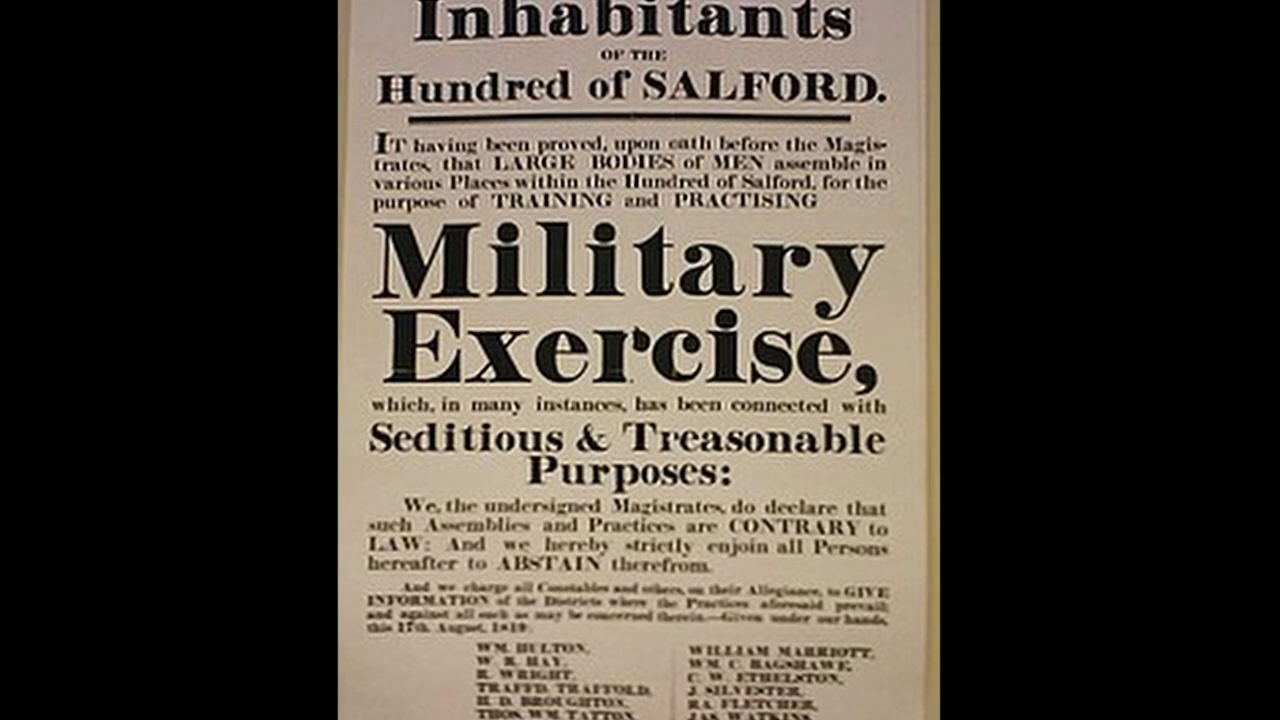 Inhabitants
OF THE
Hundred of SALFORD.
IT having been proved, upon oath before the Magis-
trates, that LARGE BODIES of MEN assemble in
various Places within the Hundred of Salford, for the
purpose of TRAINING and PRACTISING
Military
Exercise,
which, in many instances, has been connected with
Seditious & Treasonable
Purposes:
We, the undersigned Magistrates, do declare that
such Assemblies and Practices are CONTRARY to
LAW: And we hereby strictly enjoin all Persons
hereafter to ABSTAIN therefrom.
And we charge all Constables and others, on their Allegiance, to GIVE
INFORMATION of the Districts where the Practices aforesaid prevail;
and against all such as may be concerned therein.—Given under our hands,
this 17th. August, 1819:
WM. HULTON,
W. R. HAY,
R. WRIGHT,
TRAFFD. TRAFFORD,
H. D. BROUGHTON,
THOS. WM. TATTON,
WILLIAM MARRIOTT,
WM. C. BAGSHAWE,
C. W. ETHELSTON,
J. SILVESTER,
RA. FLETCHER,
JAS. WATKINS,